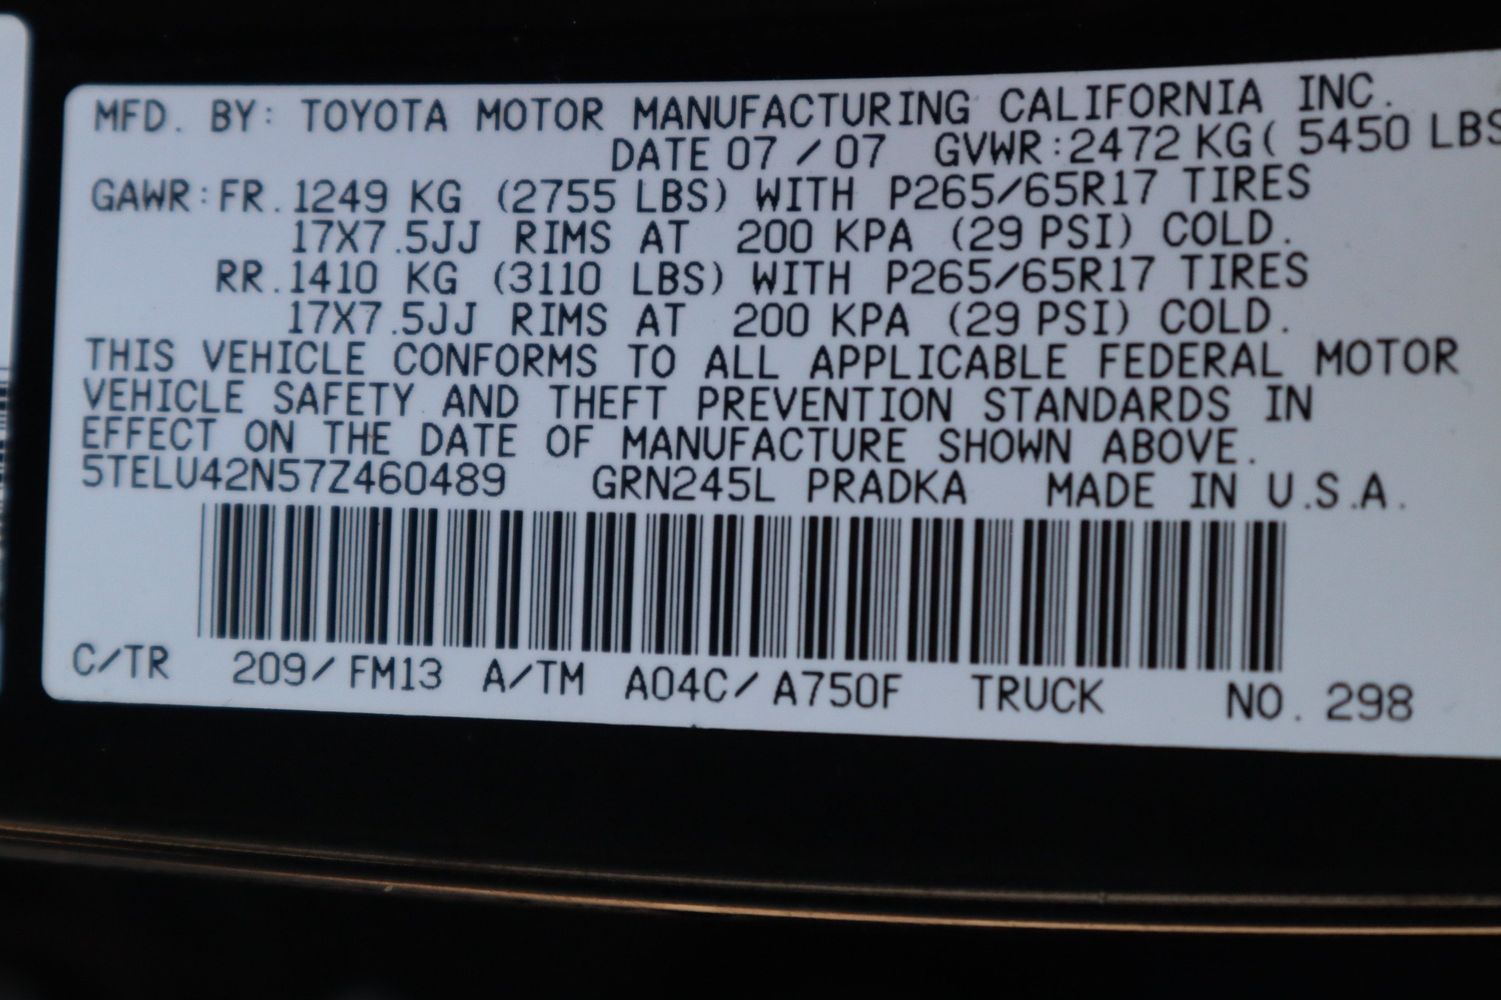 MFD. BY: TOYOTA MOTOR MANUFACTURING CALIFORNIA INC.
DATE 07 / 07 GVWR:2472 KG( 5450 LBS
GAWR:FR.1249 KG (2755 LBS) WITH P265/65R17 TIRES
17X7.5JJ RIMS AT 200 KPA (29 PSI) COLD.
RR.1410 KG (3110 LBS) WITH P265/65R17 TIRES
17X7.5JJ RIMS AT 200 KPA (29 PSI) COLD.
THIS VEHICLE CONFORMS TO ALL APPLICABLE FEDERAL MOTOR
VEHICLE SAFETY AND THEFT PREVENTION STANDARDS IN
EFFECT ON THE DATE OF MANUFACTURE SHOWN ABOVE.
5TELU42N57Z460489 GRN245L PRADKA MADE IN U.S.A.
C/TR 209/FM13 A/TM A04C/A750F TRUCK NO. 298